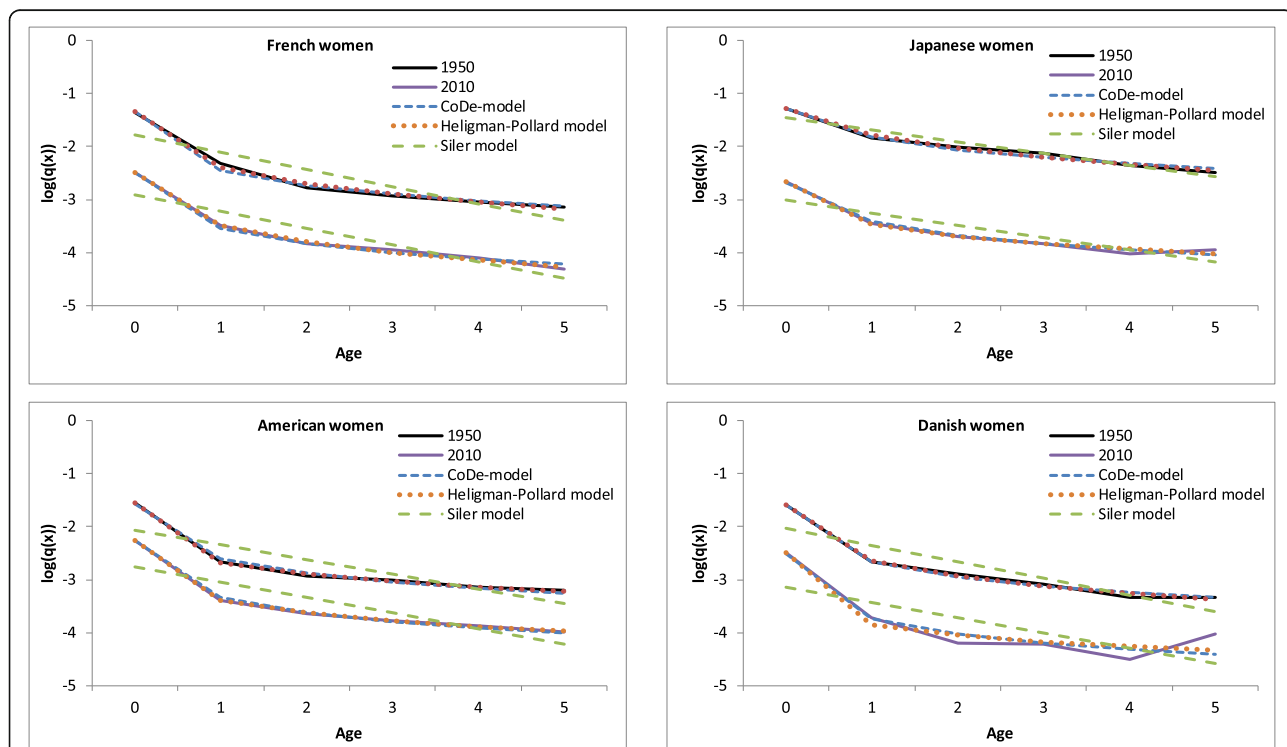 French women
1950
2010
CoDe-model
Heligman-Pollard model
Siler model
log(q(x))
0
-1
-2
-3
-4
-5
0 1 2 3 4 5
Age
Japanese women
1950
2010
CoDe-model
Heligman-Pollard model
Siler model
log(q(x))
0
-1
-2
-3
-4
-5
0 1 2 3 4 5
Age
American women
1950
2010
CoDe-model
Heligman-Pollard model
Siler model
log(q(x))
0
-1
-2
-3
-4
-5
0 1 2 3 4 5
Age
Danish women
1950
2010
CoDe-model
Heligman-Pollard model
Siler model
log(q(x))
0
-1
-2
-3
-4
-5
0 1 2 3 4 5
Age